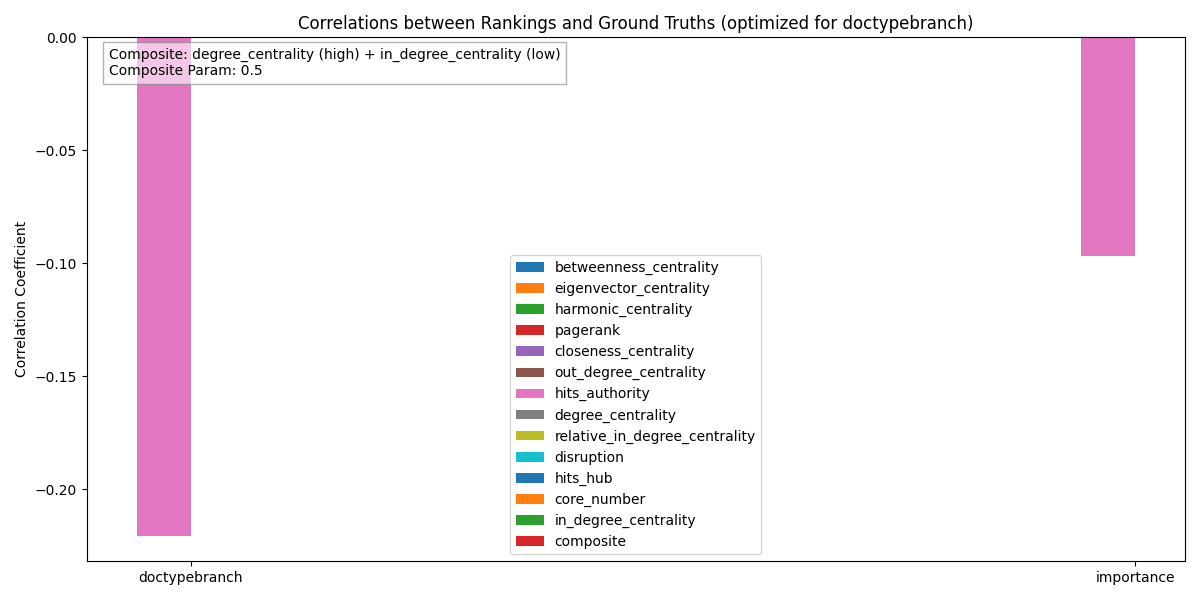 Correlations between Rankings and Ground Truths (optimized for doctypebranch)
Composite: degree_centrality (high) + in_degree_centrality (low)
Composite Param: 0.5
Correlation Coefficient
0.00
−0.05
−0.10
−0.15
−0.20
betweenness_centrality
eigenvector_centrality
harmonic_centrality
pagerank
closeness_centrality
out_degree_centrality
hits_authority
degree_centrality
relative_in_degree_centrality
disruption
hits_hub
core_number
in_degree_centrality
composite
doctypebranch
importance